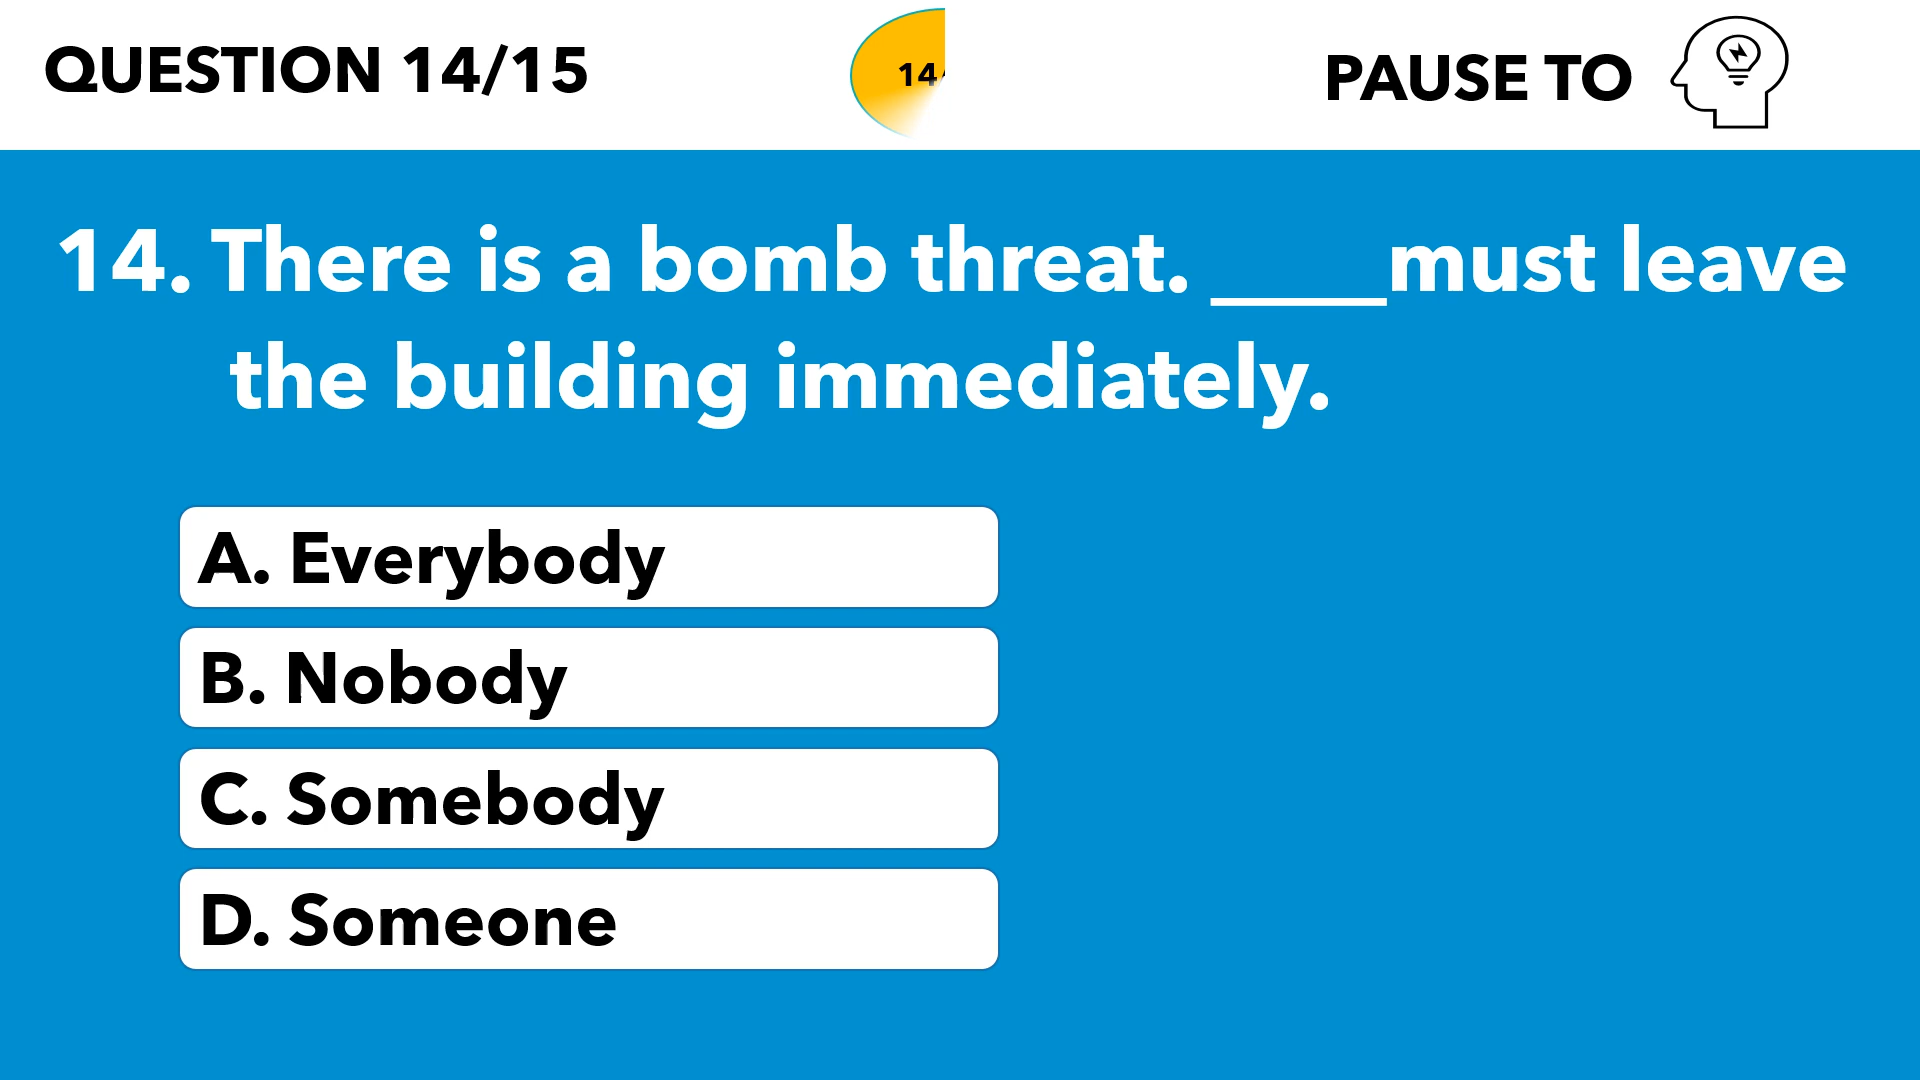 QUESTION 14/15
14
PAUSE TO
14. There is a bomb threat. ____must leave
the building immediately.
A. Everybody
B. Nobody
C. Somebody
D. Someone